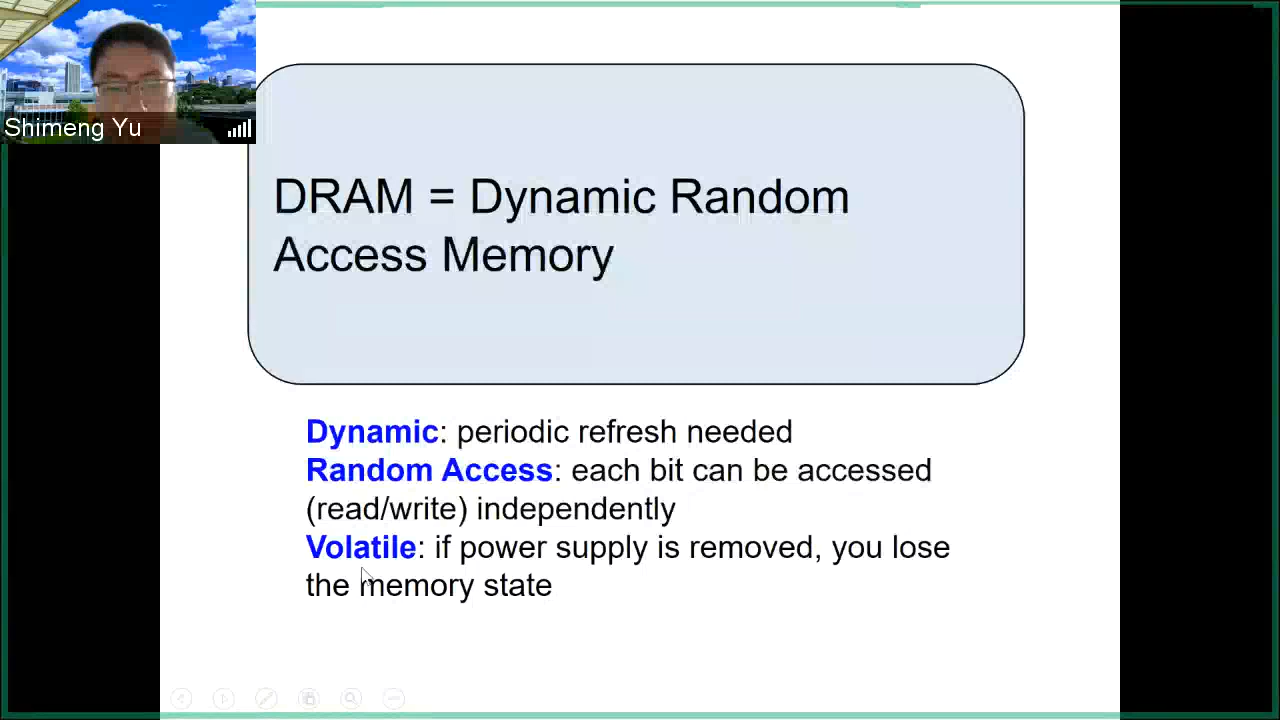 Shimeng Yu
DRAM = Dynamic Random
Access Memory
Dynamic: periodic refresh needed
Random Access: each bit can be accessed
(read/write) independently
Volatile: if power supply is removed, you lose
the memory state